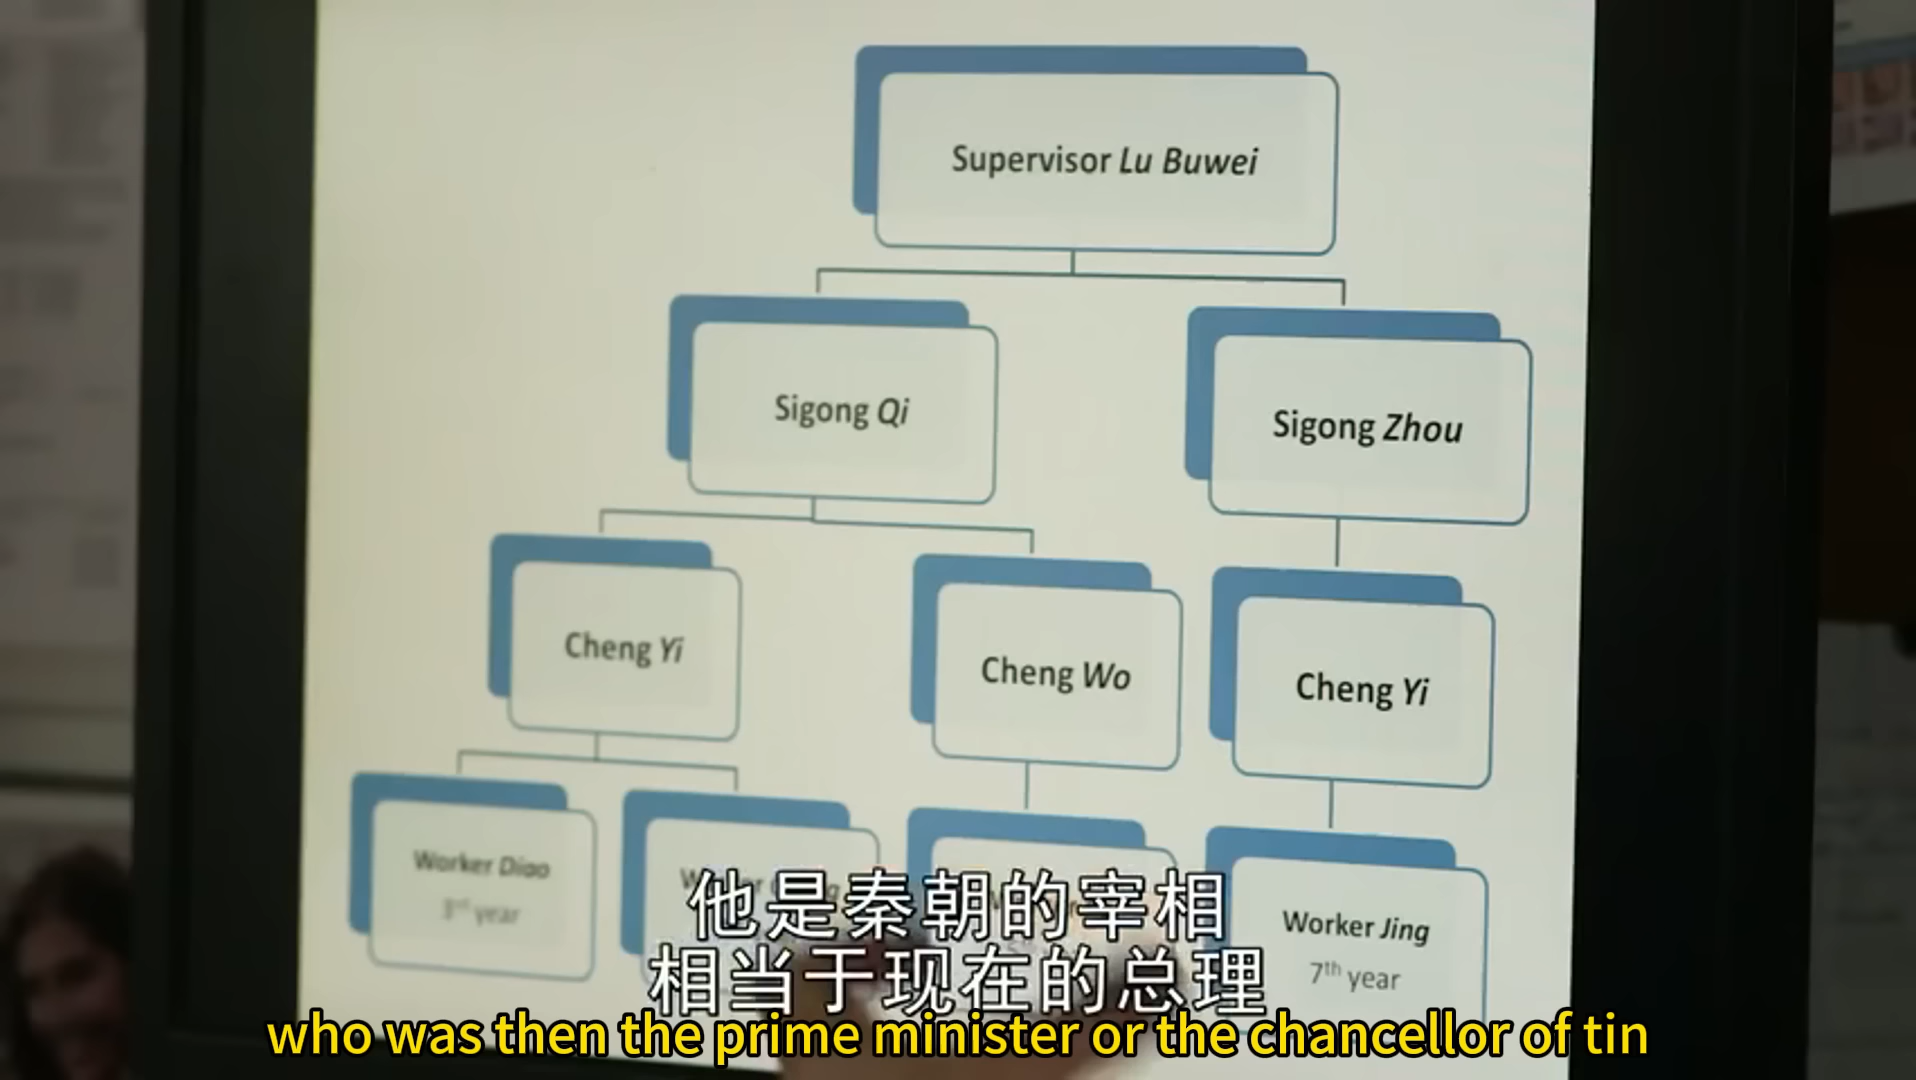 Supervisor Lu Buwei
Sigong Qi
Sigong Zhou
Cheng Yi
Cheng Wo
Cheng Yi
Worker Diao
3rd year
Worker Jing
7th year
他是秦朝的宰相
相当于现在的总理
who was then the prime minister or the chancellor of tin